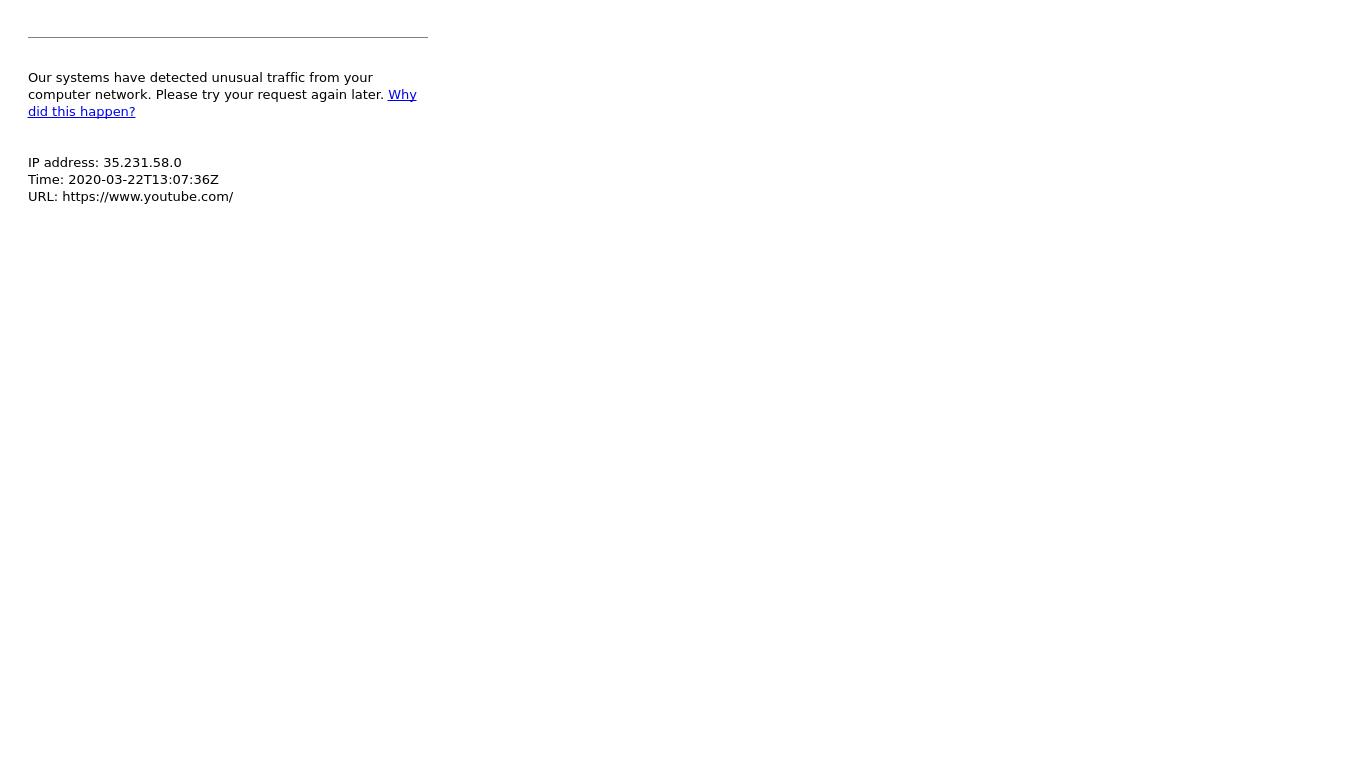 Our systems have detected unusual traffic from your
computer network. Please try your request again later. Why
did this happen?
IP address: 35.231.58.0
Time: 2020-03-22T13:07:36Z
URL: https://www.youtube.com/